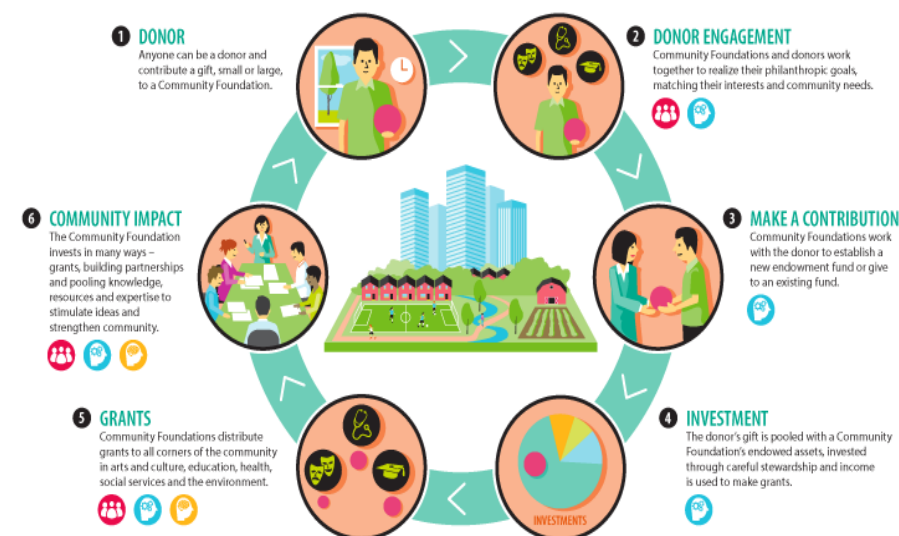 1 DONOR
Anyone can be a donor and
contribute a gift, small or large,
to a Community Foundation.
2 DONOR ENGAGEMENT
Community Foundations and donors work
together to realize their philanthropic goals,
matching their interests and community needs.
3 MAKE A CONTRIBUTION
Community Foundations work
with the donor to establish a
new endowment fund or give
to an existing fund.
4 INVESTMENT
The donor's gift is pooled with a Community
Foundation's endowed assets, invested
through careful stewardship and income
is used to make grants.
INVESTMENTS
5 GRANTS
Community Foundations distribute
grants to all corners of the community
in arts and culture, education, health,
social services and the environment.
6 COMMUNITY IMPACT
The Community Foundation
invests in many ways –
grants, building partnerships
and pooling knowledge,
resources and expertise to
stimulate ideas and
strengthen community.